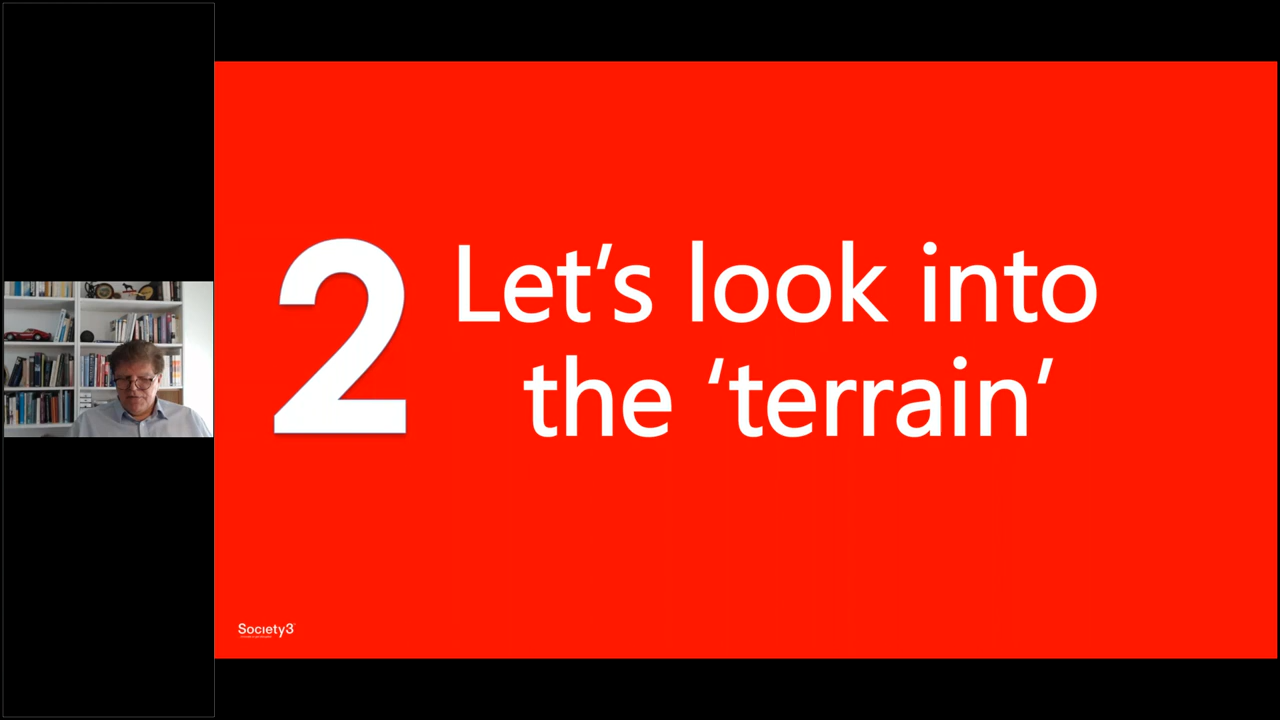 2
Let’s look into
the ‘terrain’
Society3